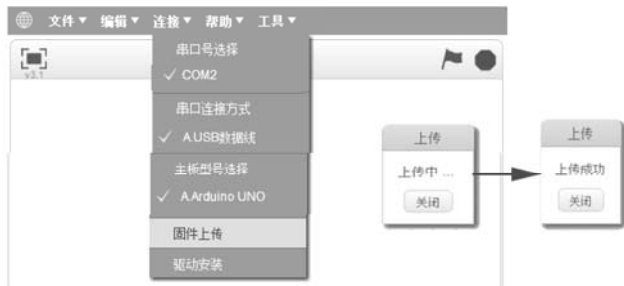 文件▼ 编辑▼ 连接▼ 帮助▼ 工具▼
v3.1
串口号选择
✓ COM2
串口连接方式
✓ A.USB数据线
主板型号选择
✓ A.Arduino UNO
固件上传
驱动安装
上传
上传中 ...
关闭
上传
上传成功
关闭